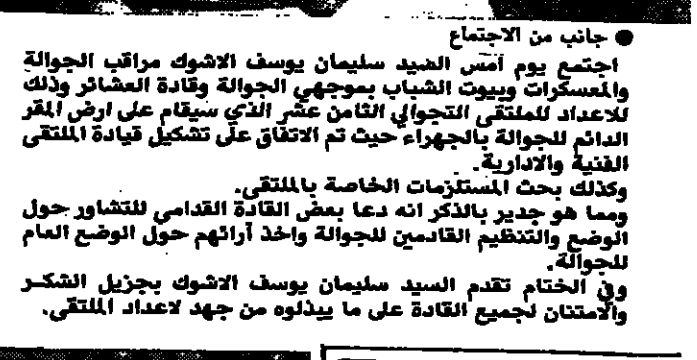 ● جانب من الاجتماع
اجتمع يوم أمس السيد سليمان يوسف الاشوك مراقب الجوالة
والمعسكرات وبيوت الشباب بموجهي الجوالة وقادة العشائر وذلك
للاعداد للملتقى التجوالي الثامن عشر الذي سيقام على ارض المقر
الدائم للجوالة بالجهراء حيث تم الاتفاق على تشكيل قيادة الملتقى
الفنية والادارية.
وكذلك بحث المستلزمات الخاصة بالملتقى.
ومما هو جدير بالذكر انه دعا بعض القادة القدامى للتشاور حول
الوضع والتنظيم القادمين للجوالة واخذ آرائهم حول الوضع العام
للجوالة.
وفي الختام تقدم السيد سليمان يوسف الاشوك بجزيل الشكر
والامتنان لجميع القادة على ما يبذلوه من جهد لاعداد الملتقى.